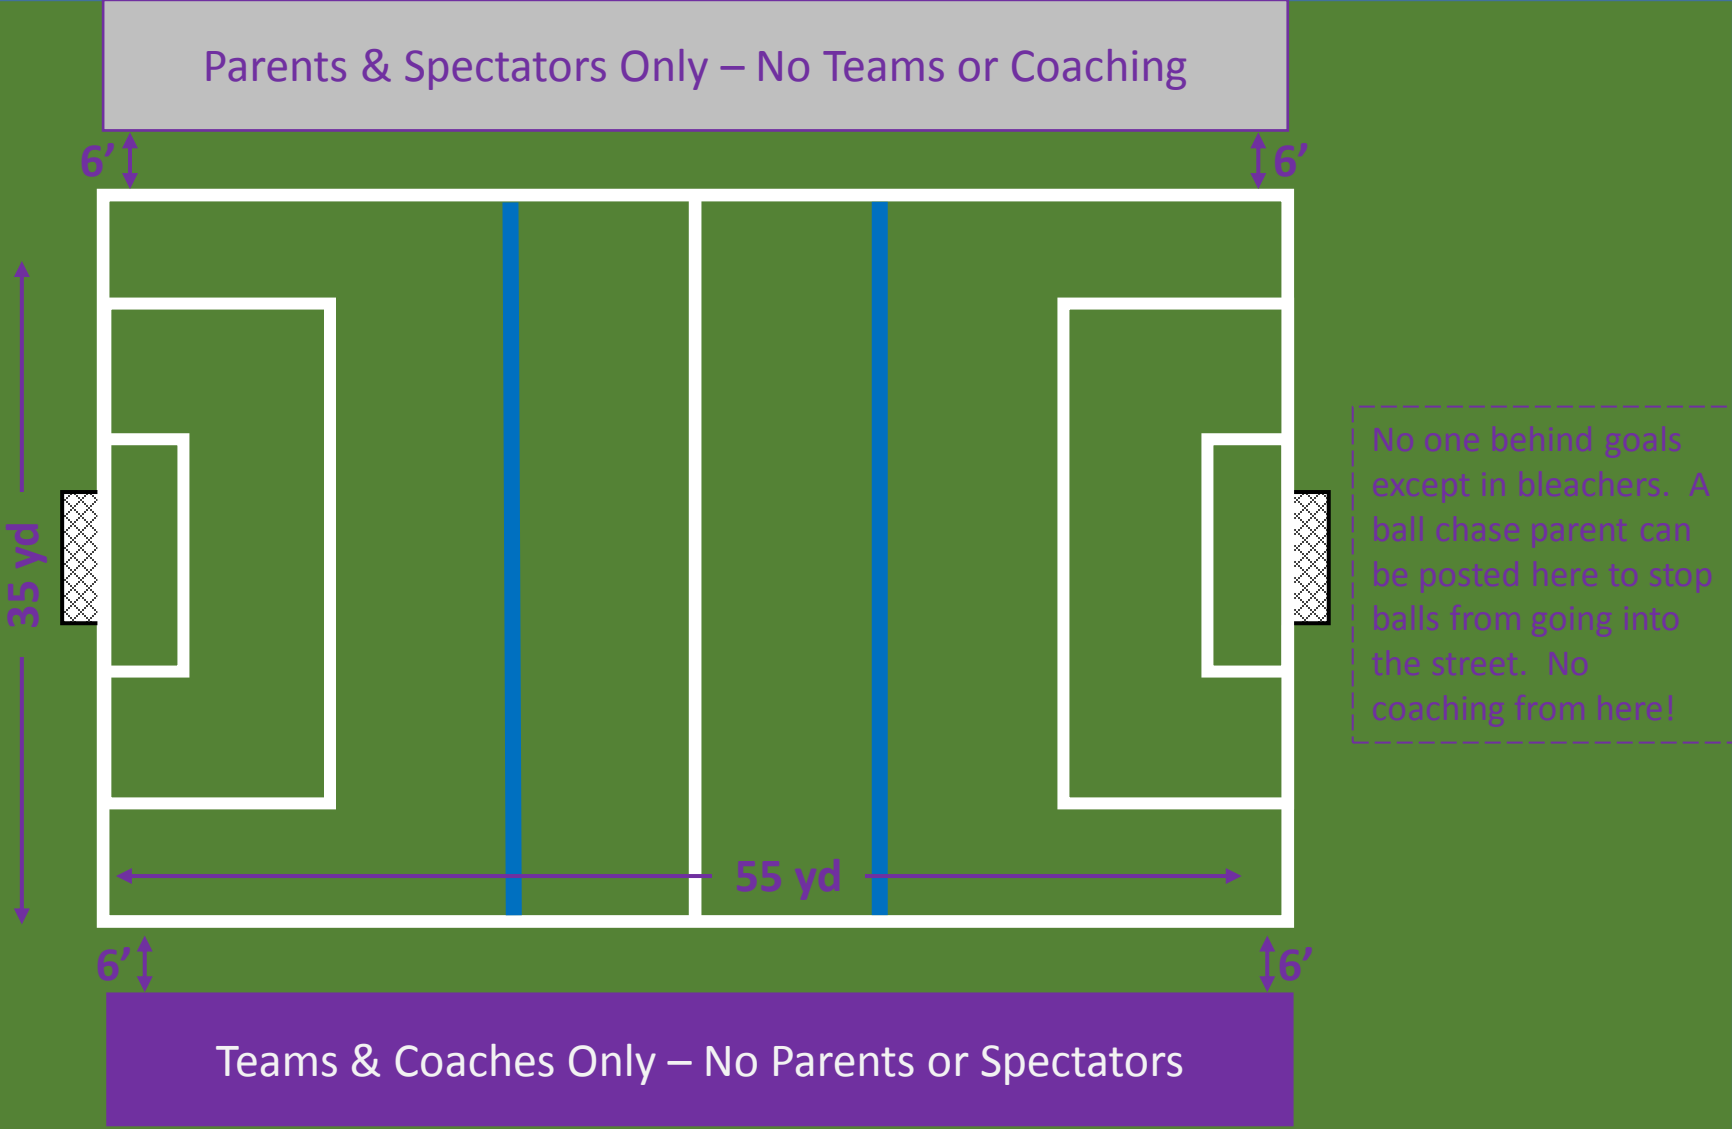 Parents & Spectators Only – No Teams or Coaching
6’
6’
35 yd
No one behind goals
except in bleachers.  A
ball chase parent can
be posted here to stop
balls from going into
the street.  No
coaching from here!
55 yd
6’
6’
Teams & Coaches Only – No Parents or Spectators